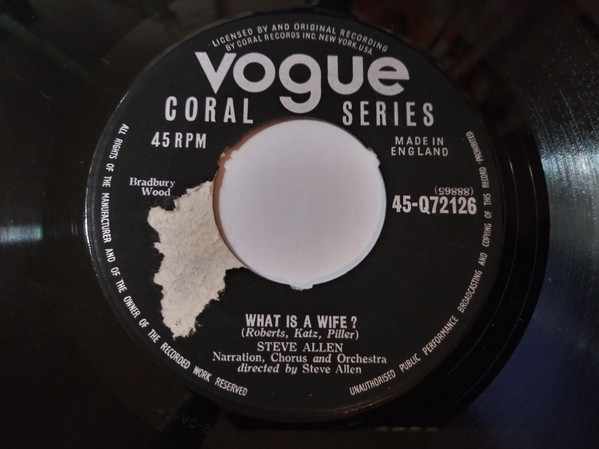 LICENSED BY AND ORIGINAL RECORDING
BY CORAL RECORDS INC. NEW YORK, USA.
vogue
CORAL SERIES
45 RPM
MADE IN
ENGLAND
Bradbury
Wood
(88865)
45-Q72126
WHAT IS A WIFE?
(Roberts, Katz, Piller)
STEVE ALLEN
Narration, Chorus and Orchestra
directed by Steve Allen
ALL RIGHTS OF THE MANUFACTURER AND OF THE OWNER OF THE RECORDED WORK RESERVED
UNAUTHORISED PUBLIC PERFORMANCE BROADCASTING AND COPYING OF THIS RECORD PROHIBITED